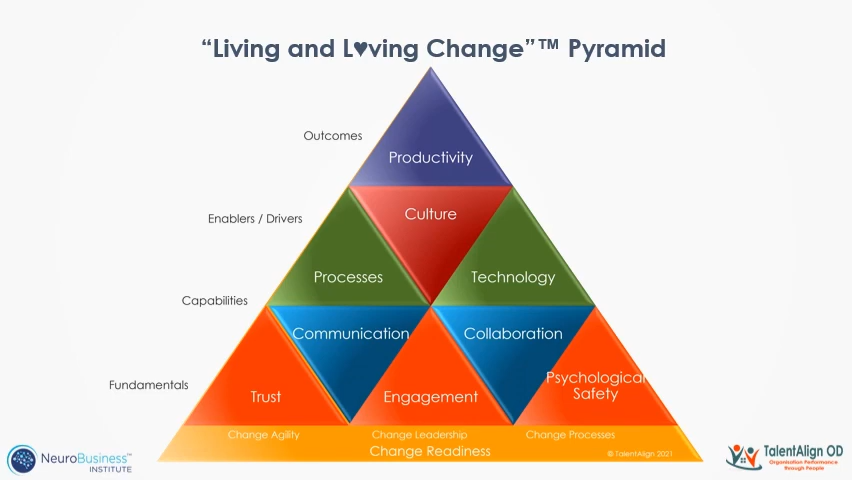 “Living and L♥ving Change”™ Pyramid
Outcomes
Productivity
Enablers / Drivers
Culture
Processes
Technology
Capabilities
Communication
Collaboration
Fundamentals
Trust
Engagement
Psychological
Safety
Change Agility
Change Leadership
Change Processes
Change Readiness
© TalentAlign 2021
NeuroBusiness™
INSTITUTE
TalentAlign OD
Organisation Performance
through People